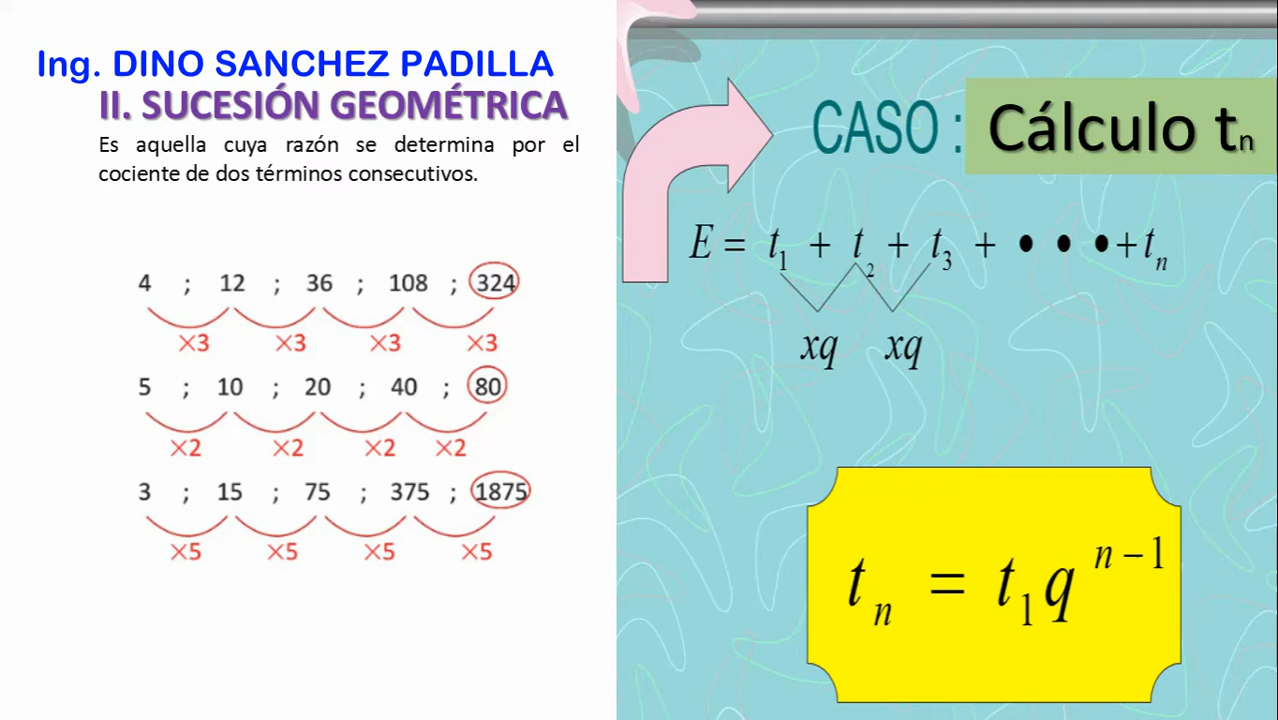 Ing. DINO SANCHEZ PADILLA
II. SUCESIÓN GEOMÉTRICA
Es aquella cuya razón se determina por el
cociente de dos términos consecutivos.
4 ; 12 ; 36 ; 108 ; 324
×3 ×3 ×3 ×3
5 ; 10 ; 20 ; 40 ; 80
×2 ×2 ×2 ×2
3 ; 15 ; 75 ; 375 ; 1875
×5 ×5 ×5 ×5
CASO : Cálculo tₙ
E = t₁ + t₂ + t₃ + • • • + tₙ
xq xq
tₙ = t₁q ⁿ⁻¹